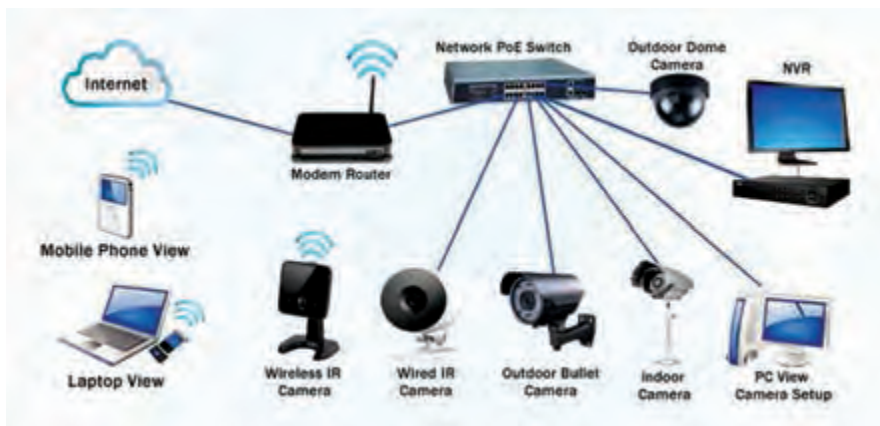 Network PoE Switch
Outdoor Dome
Camera
NVR
Internet
Modem Router
Mobile Phone View
Laptop View
Wireless IR
Camera
Wired IR
Camera
Outdoor Bullet
Camera
Indoor
Camera
PC View
Camera Setup